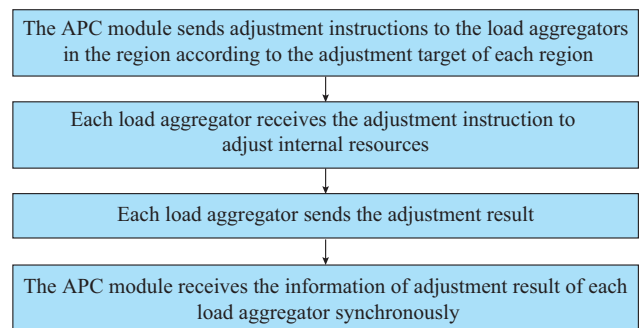 The APC module sends adjustment instructions to the load aggregators
in the region according to the adjustment target of each region
Each load aggregator receives the adjustment instruction to
adjust internal resources
Each load aggregator sends the adjustment result
The APC module receives the information of adjustment result of each
load aggregator synchronously